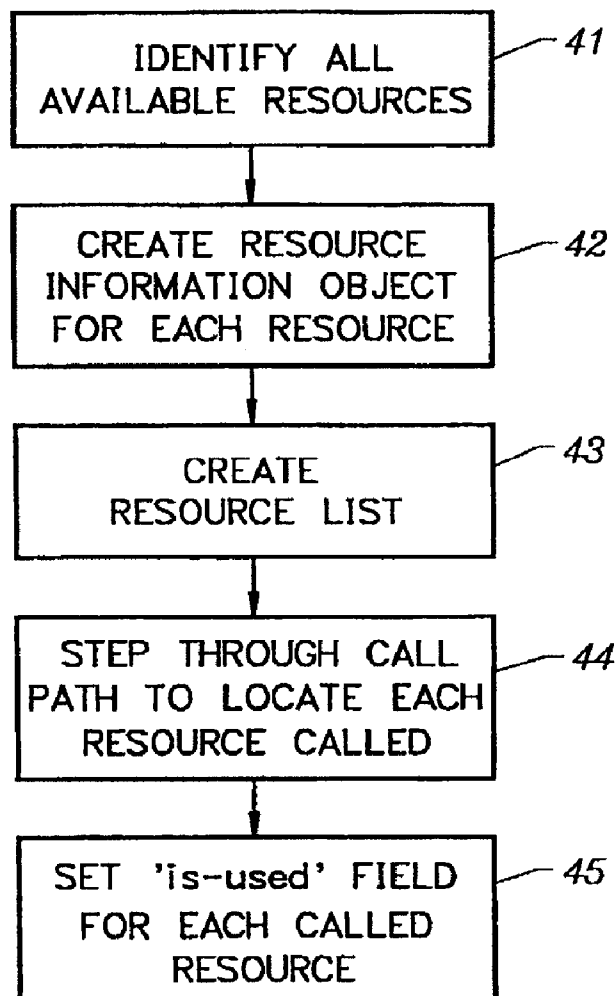 IDENTIFY ALL
AVAILABLE RESOURCES
41
CREATE RESOURCE
INFORMATION OBJECT
FOR EACH RESOURCE
42
CREATE
RESOURCE LIST
43
STEP THROUGH CALL
PATH TO LOCATE EACH
RESOURCE CALLED
44
SET 'is-used' FIELD
FOR EACH CALLED
RESOURCE
45